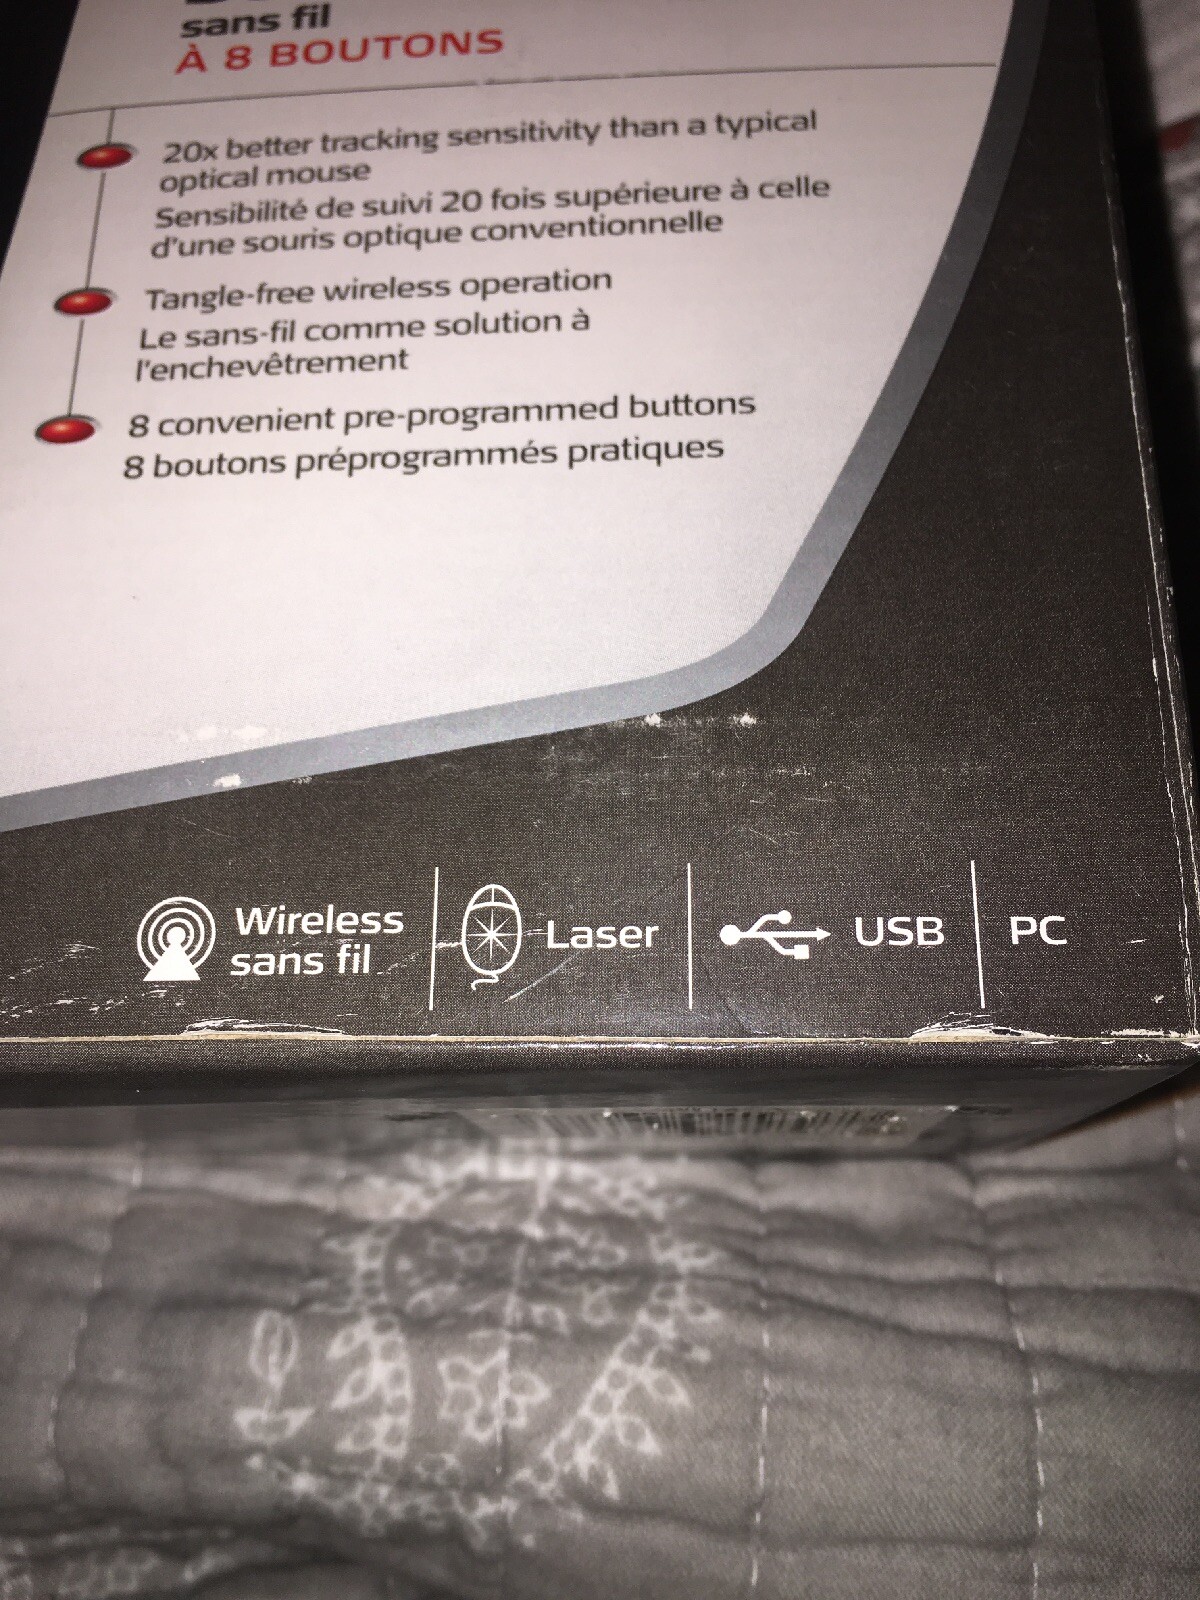 sans fil
À 8 BOUTONS
20x better tracking sensitivity than a typical
optical mouse
Sensibilité de suivi 20 fois supérieure à celle
d'une souris optique conventionnelle
Tangle-free wireless operation
Le sans-fil comme solution à
l'enchevêtrement
8 convenient pre-programmed buttons
8 boutons préprogrammés pratiques
Wireless
sans fil
Laser
USB
PC